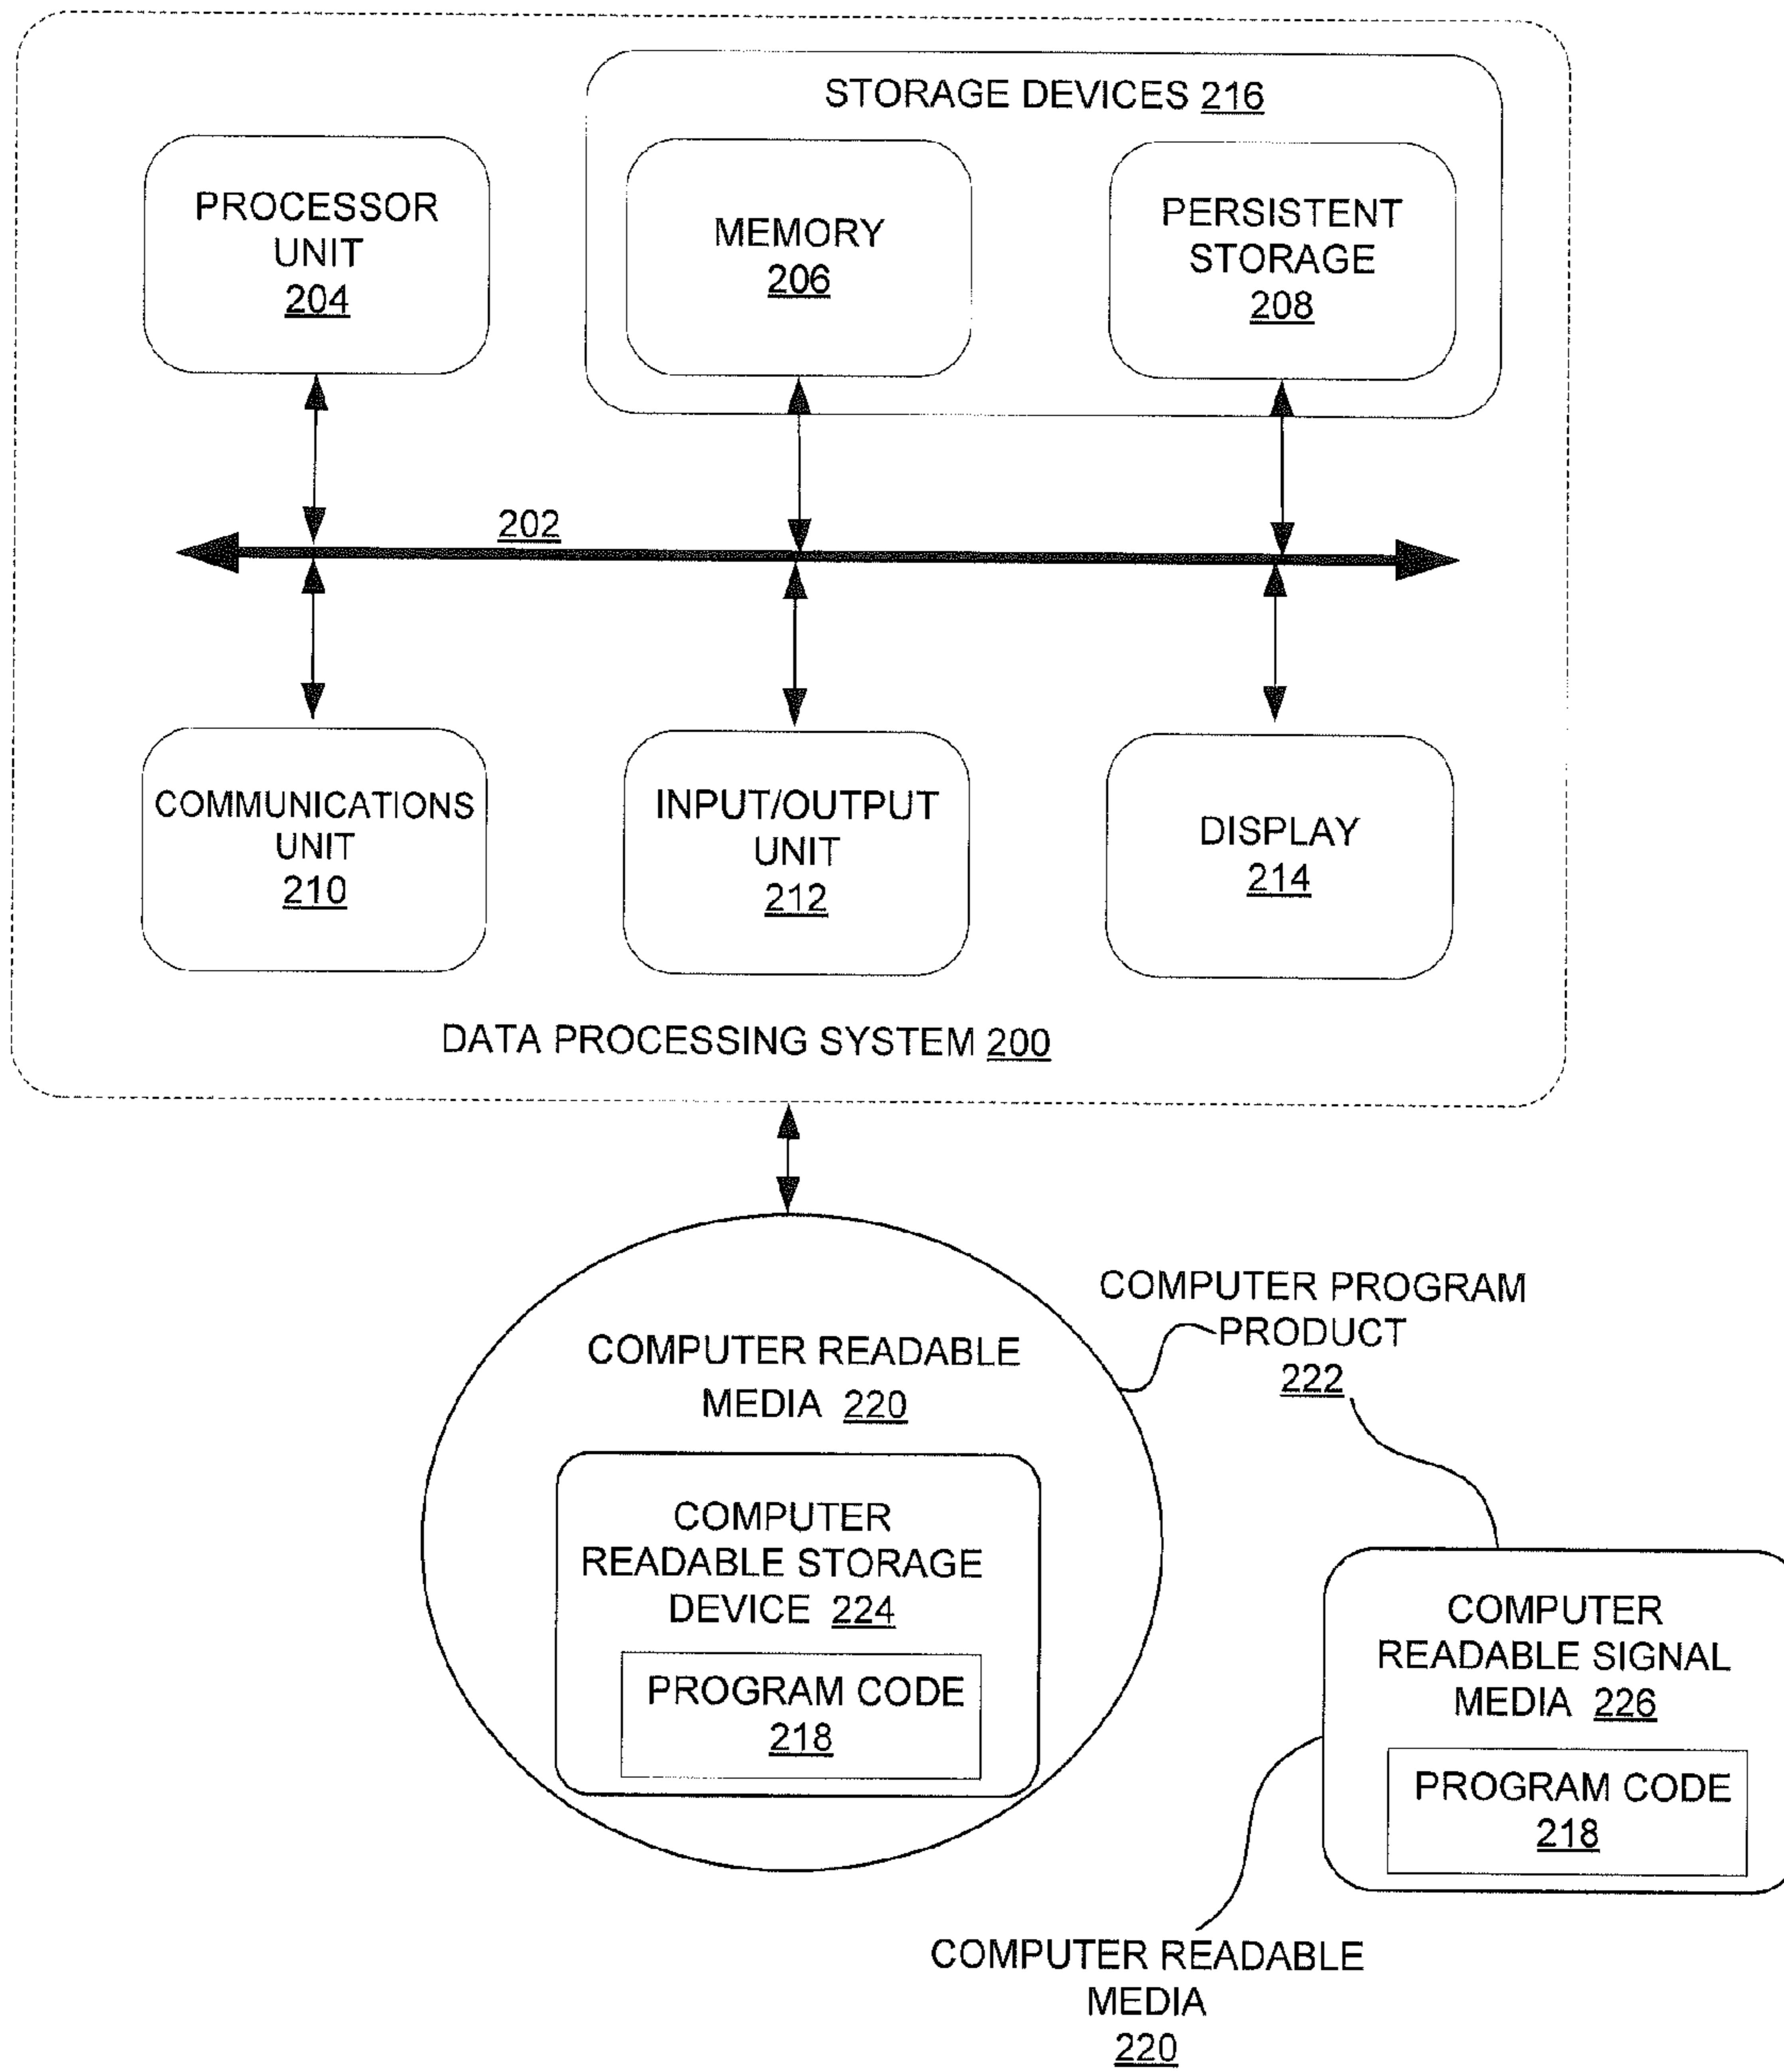 STORAGE DEVICES 216
PROCESSOR
UNIT
204
MEMORY
206
PERSISTENT
STORAGE
208
202
COMMUNICATIONS
UNIT
210
INPUT/OUTPUT
UNIT
212
DISPLAY
214
DATA PROCESSING SYSTEM 200
COMPUTER READABLE
MEDIA 220
COMPUTER
READABLE STORAGE
DEVICE 224
PROGRAM CODE
218
COMPUTER PROGRAM
PRODUCT
222
COMPUTER
READABLE SIGNAL
MEDIA 226
PROGRAM CODE
218
COMPUTER READABLE
MEDIA
220